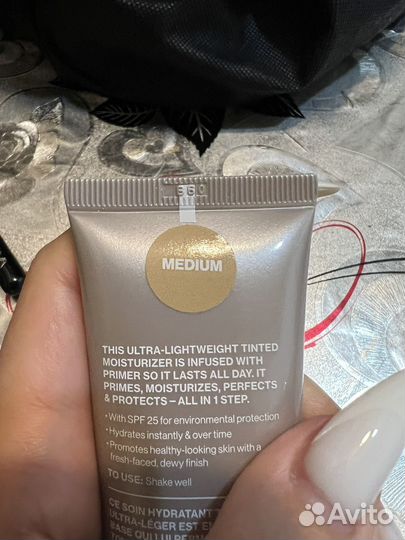 MEDIUM
THIS ULTRA-LIGHTWEIGHT TINTED
MOISTURIZER IS INFUSED WITH
PRIMER SO IT LASTS ALL DAY. IT
PRIMES, MOISTURIZES, PERFECTS
& PROTECTS – ALL IN 1 STEP.
• With SPF 25 for environmental protection
• Hydrates instantly & over time
• Promotes healthy-looking skin with a
fresh-faced, dewy finish
TO USE: Shake well
CE SOIN HYDRATANT
ULTRA-LÉGER EST
BASE QUI
Avito